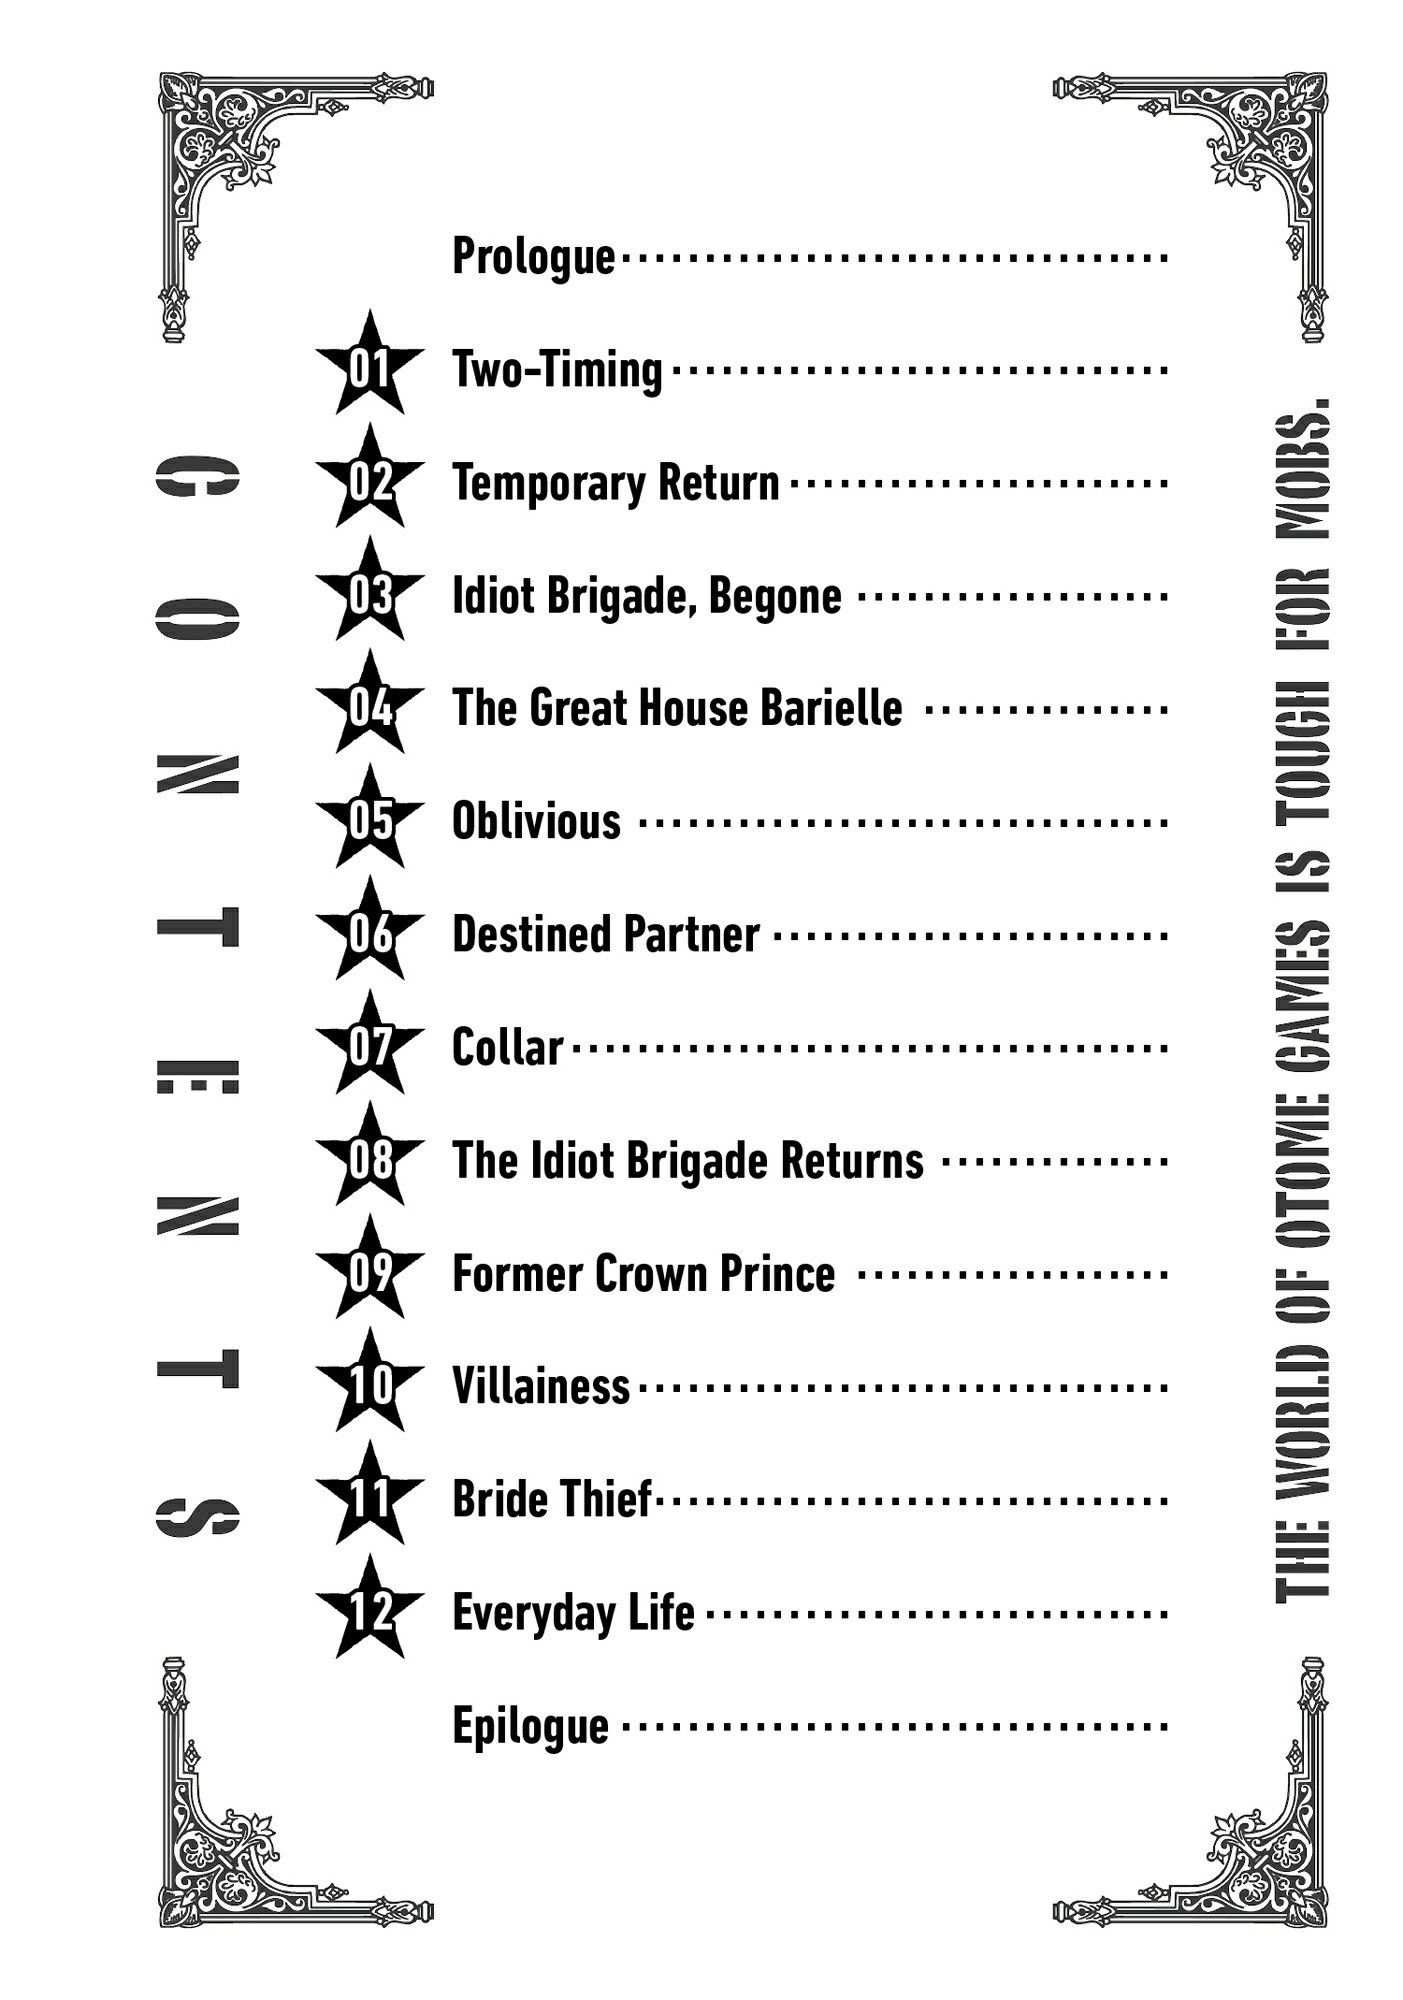 CONTENTS
Prologue
01 Two-Timing
02 Temporary Return
03 Idiot Brigade, Begone
04 The Great House Barielle
05 Oblivious
06 Destined Partner
07 Collar
08 The Idiot Brigade Returns
09 Former Crown Prince
10 Villainess
11 Bride Thief
12 Everyday Life
Epilogue
THE WORLD OF OTOME GAMES IS TOUGH FOR MOBS.